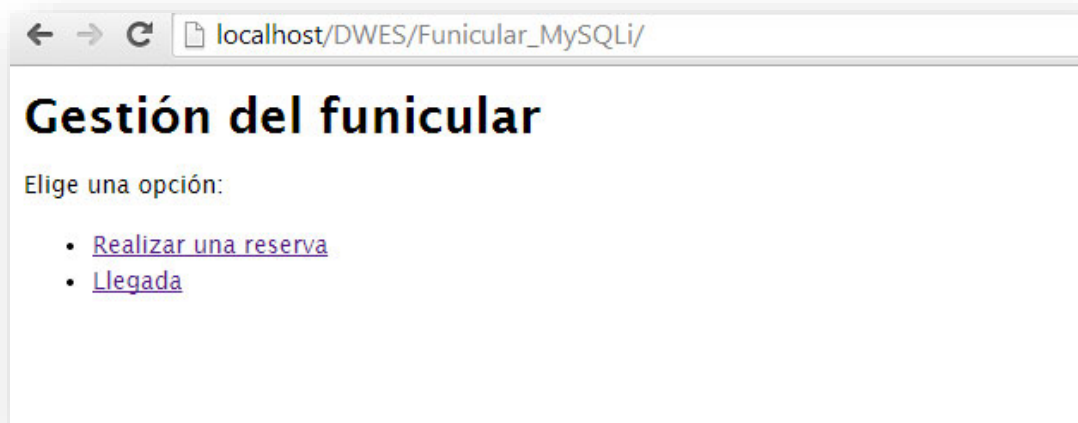 localhost/DWES/Funicular_MySQLi/
Gestión del funicular
Elige una opción:
• Realizar una reserva
• Llegada